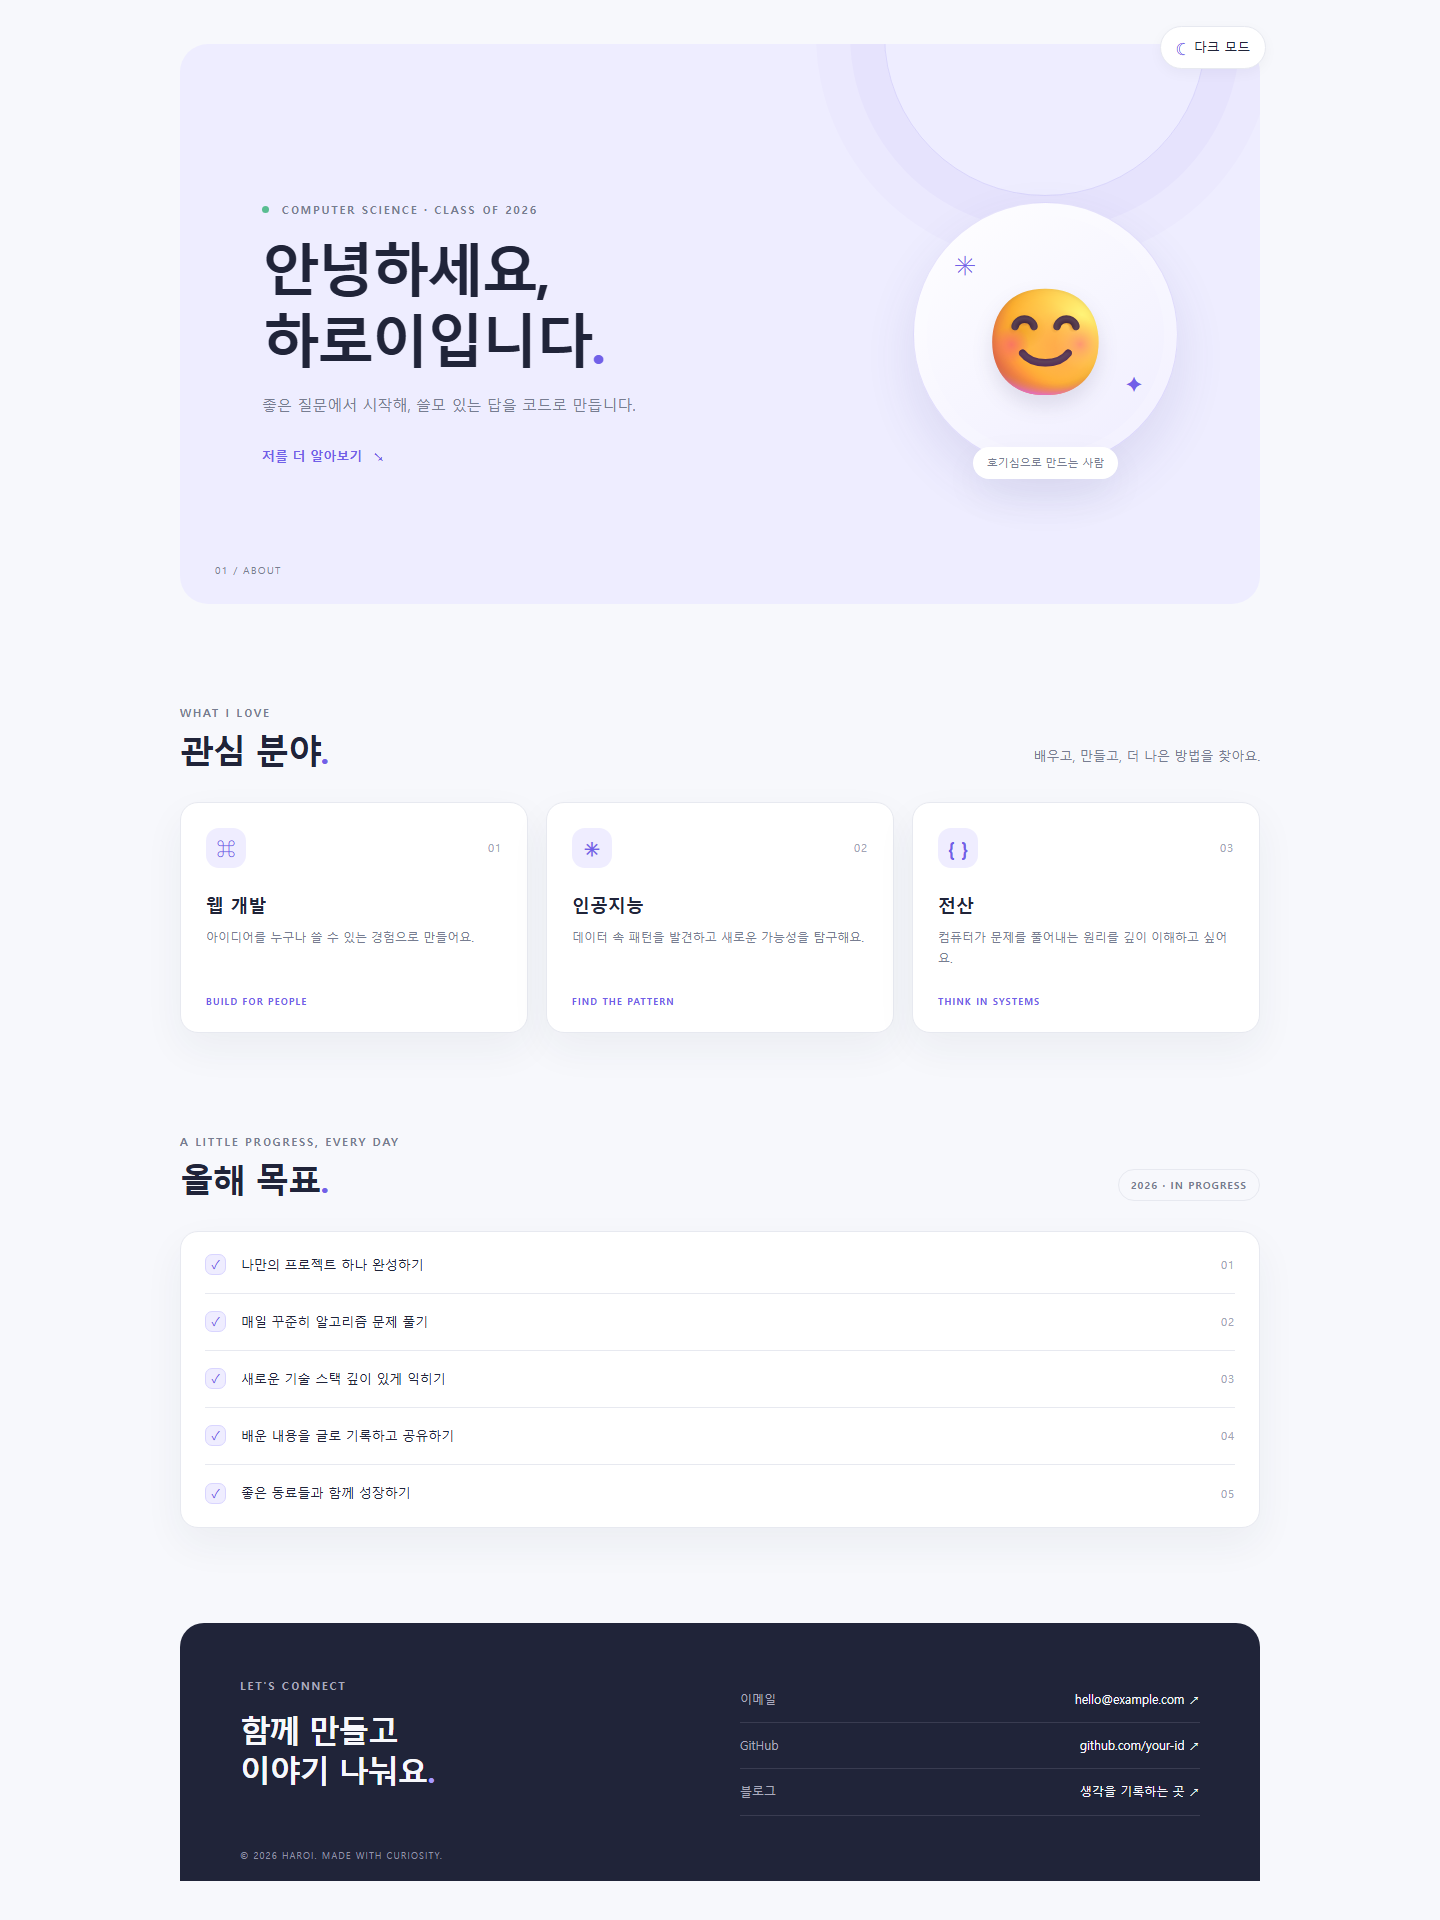 ☾ 다크 모드
COMPUTER SCIENCE · CLASS OF 2026
안녕하세요,
하로이입니다.
좋은 질문에서 시작해, 쓸모 있는 답을 코드로 만듭니다.
저를 더 알아보기 ↘
호기심으로 만드는 사람
01 / ABOUT
WHAT I LOVE
관심 분야.
배우고, 만들고, 더 나은 방법을 찾아요.
⌘ 01
웹 개발
아이디어를 누구나 쓸 수 있는 경험으로 만들어요.
BUILD FOR PEOPLE
✳ 02
인공지능
데이터 속 패턴을 발견하고 새로운 가능성을 탐구해요.
FIND THE PATTERN
{ } 03
전산
컴퓨터가 문제를 풀어내는 원리를 깊이 이해하고 싶어
요.
THINK IN SYSTEMS
A LITTLE PROGRESS, EVERY DAY
올해 목표.
2026 · IN PROGRESS
✓ 나만의 프로젝트 하나 완성하기 01
✓ 매일 꾸준히 알고리즘 문제 풀기 02
✓ 새로운 기술 스택 깊이 있게 익히기 03
✓ 배운 내용을 글로 기록하고 공유하기 04
✓ 좋은 동료들과 함께 성장하기 05
LET'S CONNECT
함께 만들고
이야기 나눠요.
이메일 hello@example.com ↗
GitHub github.com/your-id ↗
블로그 생각을 기록하는 곳 ↗
© 2026 HAROI. MADE WITH CURIOSITY.